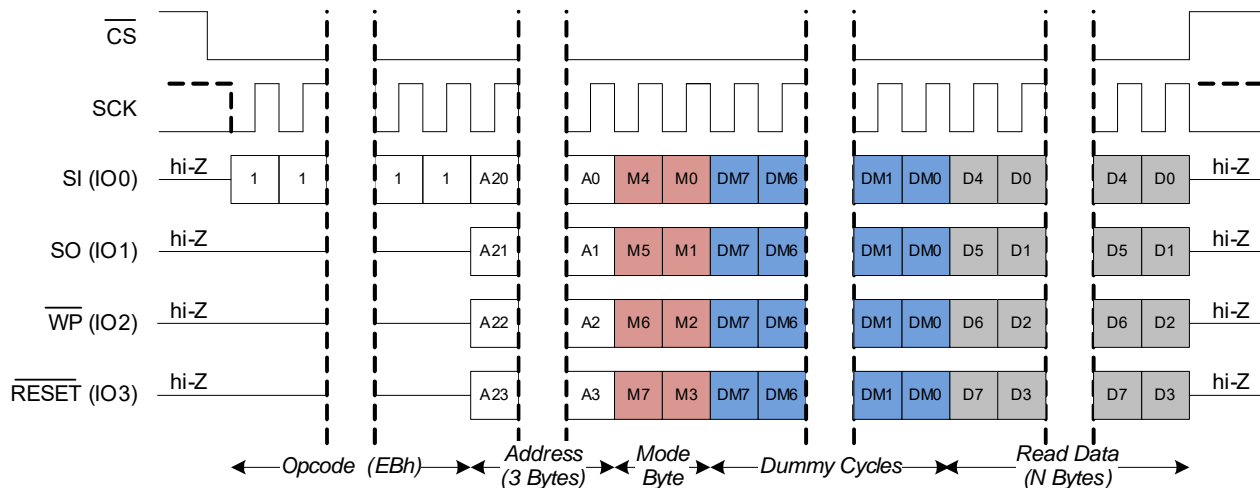 CS
SCK
SI (IO0) hi-Z 1 1 1 1 A20 A0 M4 M0 DM7 DM6 DM1 DM0 D4 D0 D4 D0 hi-Z
SO (IO1) hi-Z A21 A1 M5 M1 DM7 DM6 DM1 DM0 D5 D1 D5 D1 hi-Z
WP (IO2) hi-Z A22 A2 M6 M2 DM7 DM6 DM1 DM0 D6 D2 D6 D2 hi-Z
RESET (IO3) hi-Z A23 A3 M7 M3 DM7 DM6 DM1 DM0 D7 D3 D7 D3 hi-Z
Opcode (EBh) Address Mode Dummy Cycles Read Data
(3 Bytes) Byte (N Bytes)